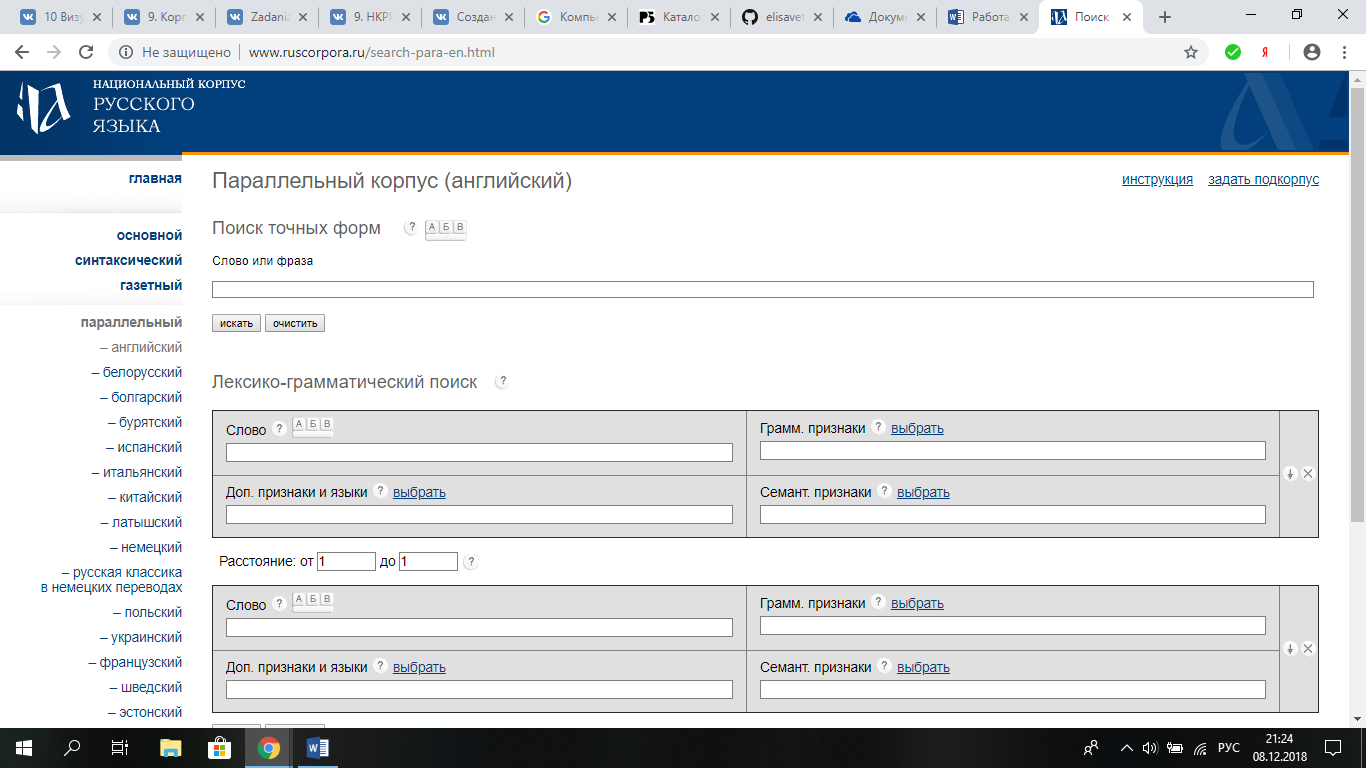 10 Визу
9. Корп
Zadania
9. НКРЯ
Создан
Компью
Катало
elisavet
Докуме
Работа
Поиск
Не защищено
www.ruscorpora.ru/search-para-en.html
НАЦИОНАЛЬНЫЙ КОРПУС
РУССКОГО
ЯЗЫКА
главная
основной
синтаксический
газетный
параллельный
– английский
– белорусский
– болгарский
– бурятский
– испанский
– итальянский
– китайский
– латышский
– немецкий
– русская классика
в немецких переводах
– польский
– украинский
– французский
– шведский
– эстонский
Параллельный корпус (английский)
инструкция задать подкорпус
Поиск точных форм ? А Б В
Слово или фраза
искать очистить
Лексико-грамматический поиск ?
Слово ? А Б В
Грамм. признаки ? выбрать
Доп. признаки и языки ? выбрать
Семант. признаки ? выбрать
Расстояние: от 1 до 1 ?
Слово ? А Б В
Грамм. признаки ? выбрать
Доп. признаки и языки ? выбрать
Семант. признаки ? выбрать
РУС
21:24
08.12.2018